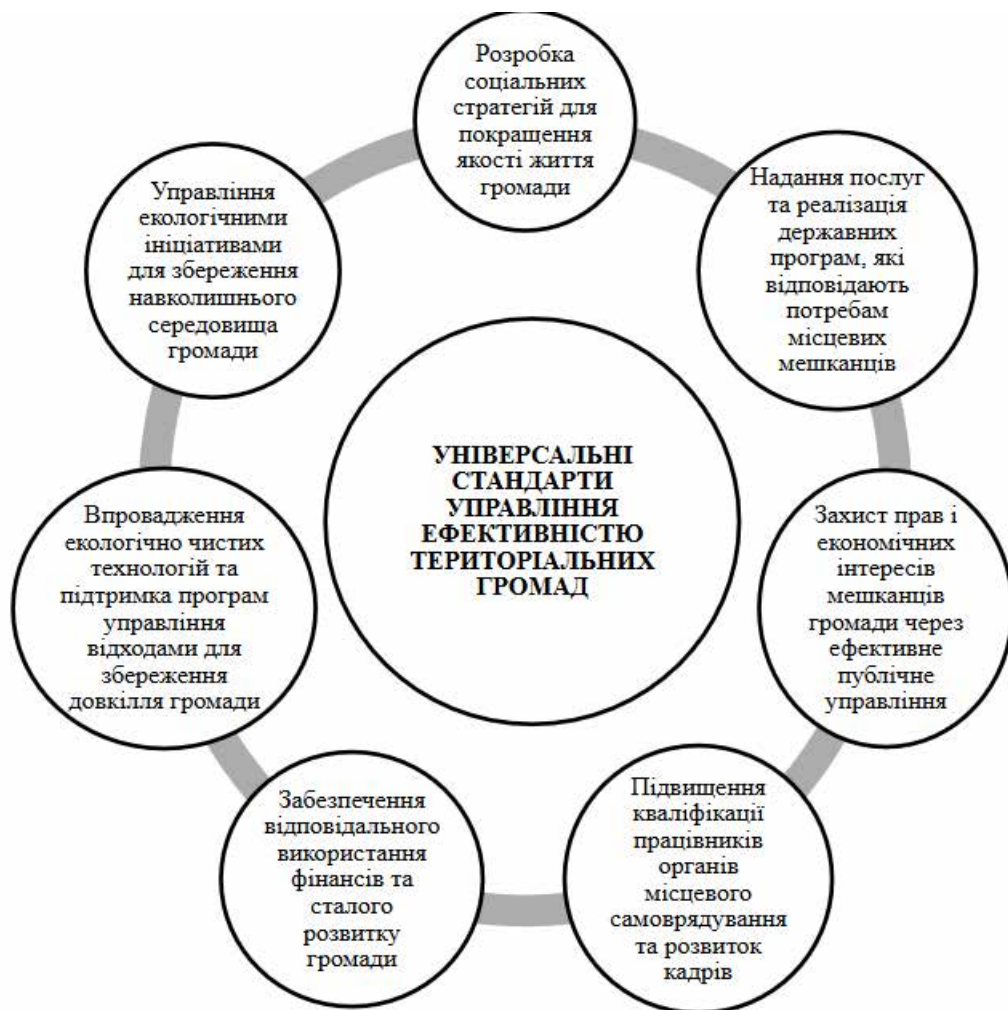 Розробка
соціальних
стратегій для
покращення
якості життя
громади
Надання послуг
та реалізація
державних
програм, які
відповідають
потребам
місцевих
мешканців
Захист прав і
економічних
інтересів
мешканців
громади через
ефективне
публічне
управління
Підвищення
кваліфікації
працівників
органів
місцевого
самоврядування
та розвиток
кадрів
Забезпечення
відповідального
використання
фінансів та
сталого
розвитку
громади
Впровадження
екологічно чистих
технологій та
підтримка програм
управління
відходами для
збереження
довкілля громади
Управління
екологічними
ініціативами
для збереження
навколишнього
середовища
громади
УНІВЕРСАЛЬНІ
СТАНДАРТИ
УПРАВЛІННЯ
ЕФЕКТИВНІСТЮ
ТЕРИТОРІАЛЬНИХ
ГРОМАД